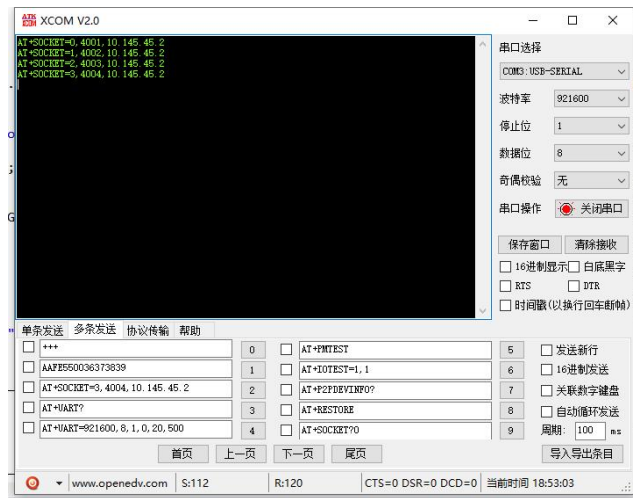 XCOM V2.0
AT+SOCKET=0,4001,10.145.45.2
AT+SOCKET=1,4002,10.145.45.2
AT+SOCKET=2,4003,10.145.45.2
AT+SOCKET=3,4004,10.145.45.2
串口选择
COM3:USB-SERIAL
波特率 921600
停止位 1
数据位 8
奇偶校验 无
串口操作 关闭串口
保存窗口 清除接收
16进制显示 白底黑字
RTS DTR
时间戳(以换行回车断帧)
单条发送 多条发送 协议传输 帮助
+++ 0 AT+PMTEST 5 发送新行
AAFE550036373839 1 AT+IOTEST=1,1 6 16进制发送
AT+SOCKET=3,4004,10.145.45.2 2 AT+P2PDEVINFO? 7 关联数字键盘
AT+UART? 3 AT+RESTORE 8 自动循环发送
AT+UART=921600,8,1,0,20,500 4 AT+SOCKET?0 9 周期: 100 ms
首页 上一页 下一页 尾页 导入导出条目
www.openedv.com S:112 R:120 CTS=0 DSR=0 DCD=0 当前时间 18:53:03